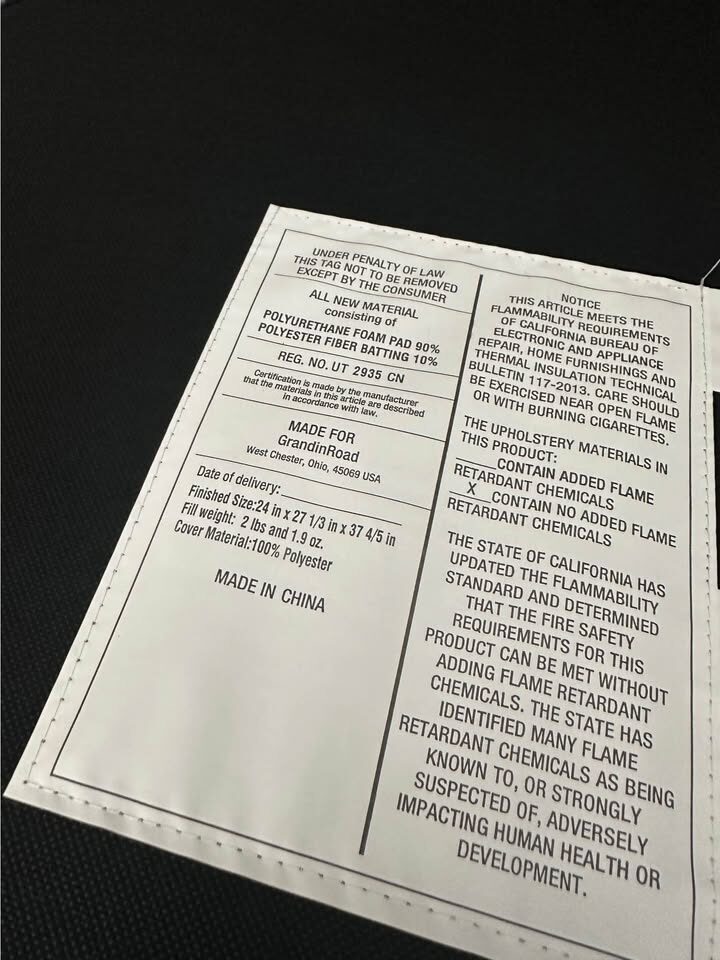 UNDER PENALTY OF LAW
THIS TAG NOT TO BE REMOVED
EXCEPT BY THE CONSUMER
ALL NEW MATERIAL
consisting of
POLYURETHANE FOAM PAD 90%
POLYESTER FIBER BATTING 10%
REG. NO. UT 2935 CN
Certification is made by the manufacturer
that the materials in this article are described
in accordance with law.
MADE FOR
GrandinRoad
West Chester, Ohio, 45069 USA
Date of delivery:
Finished Size:24 in x 27 1/3 in x 37 4/5 in
Fill weight: 2 lbs and 1.9 oz.
Cover Material:100% Polyester
MADE IN CHINA
NOTICE
THIS ARTICLE MEETS THE
FLAMMABILITY REQUIREMENTS
OF CALIFORNIA BUREAU OF
ELECTRONIC AND APPLIANCE
REPAIR, HOME FURNISHINGS AND
THERMAL INSULATION TECHNICAL
BULLETIN 117-2013. CARE SHOULD
BE EXERCISED NEAR OPEN FLAME
OR WITH BURNING CIGARETTES.
THE UPHOLSTERY MATERIALS IN
THIS PRODUCT:
____CONTAIN ADDED FLAME
RETARDANT CHEMICALS
__X__CONTAIN NO ADDED FLAME
RETARDANT CHEMICALS
THE STATE OF CALIFORNIA HAS
UPDATED THE FLAMMABILITY
STANDARD AND DETERMINED
THAT THE FIRE SAFETY
REQUIREMENTS FOR THIS
PRODUCT CAN BE MET WITHOUT
ADDING FLAME RETARDANT
CHEMICALS. THE STATE HAS
IDENTIFIED MANY FLAME
RETARDANT CHEMICALS AS BEING
KNOWN TO, OR STRONGLY
SUSPECTED OF, ADVERSELY
IMPACTING HUMAN HEALTH OR
DEVELOPMENT.